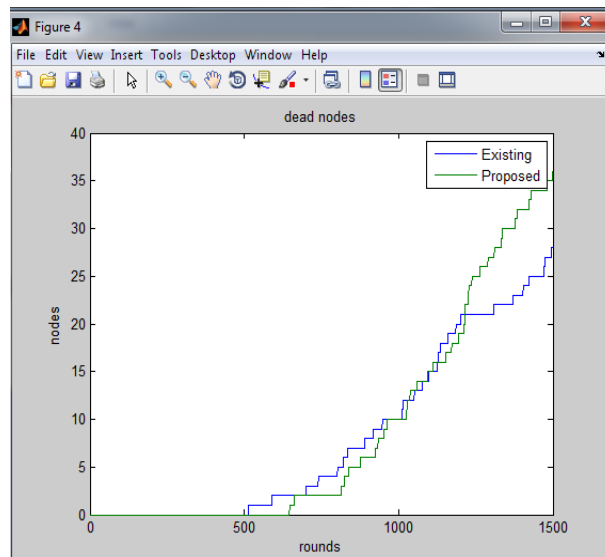 Figure 4
File Edit View Insert Tools Desktop Window Help
dead nodes
40
35
30
25
20
15
10
5
0
nodes
Existing
Proposed
0 500 1000 1500
rounds